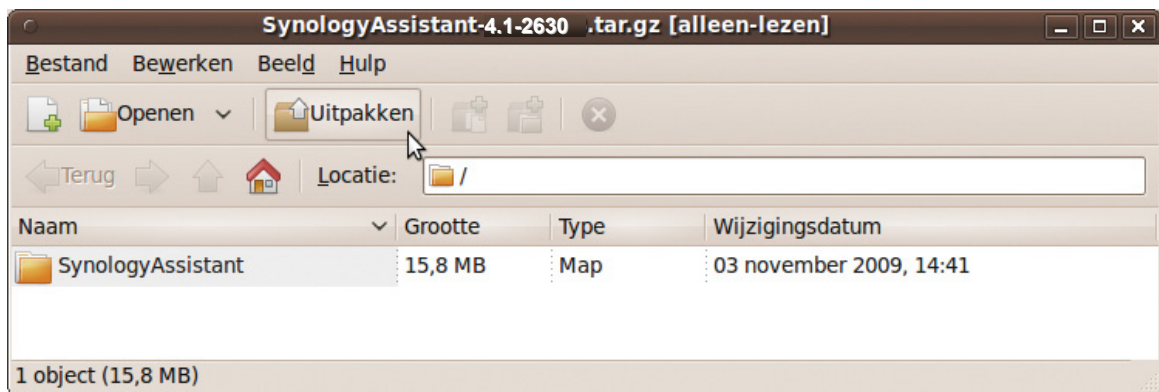 SynologyAssistant-4.1-2630 .tar.gz [alleen-lezen]
Bestand Bewerken Beeld Hulp
Openen Uitpakken
Terug Locatie: /
Naam Grootte Type Wijzigingsdatum
SynologyAssistant 15,8 MB Map 03 november 2009, 14:41
1 object (15,8 MB)